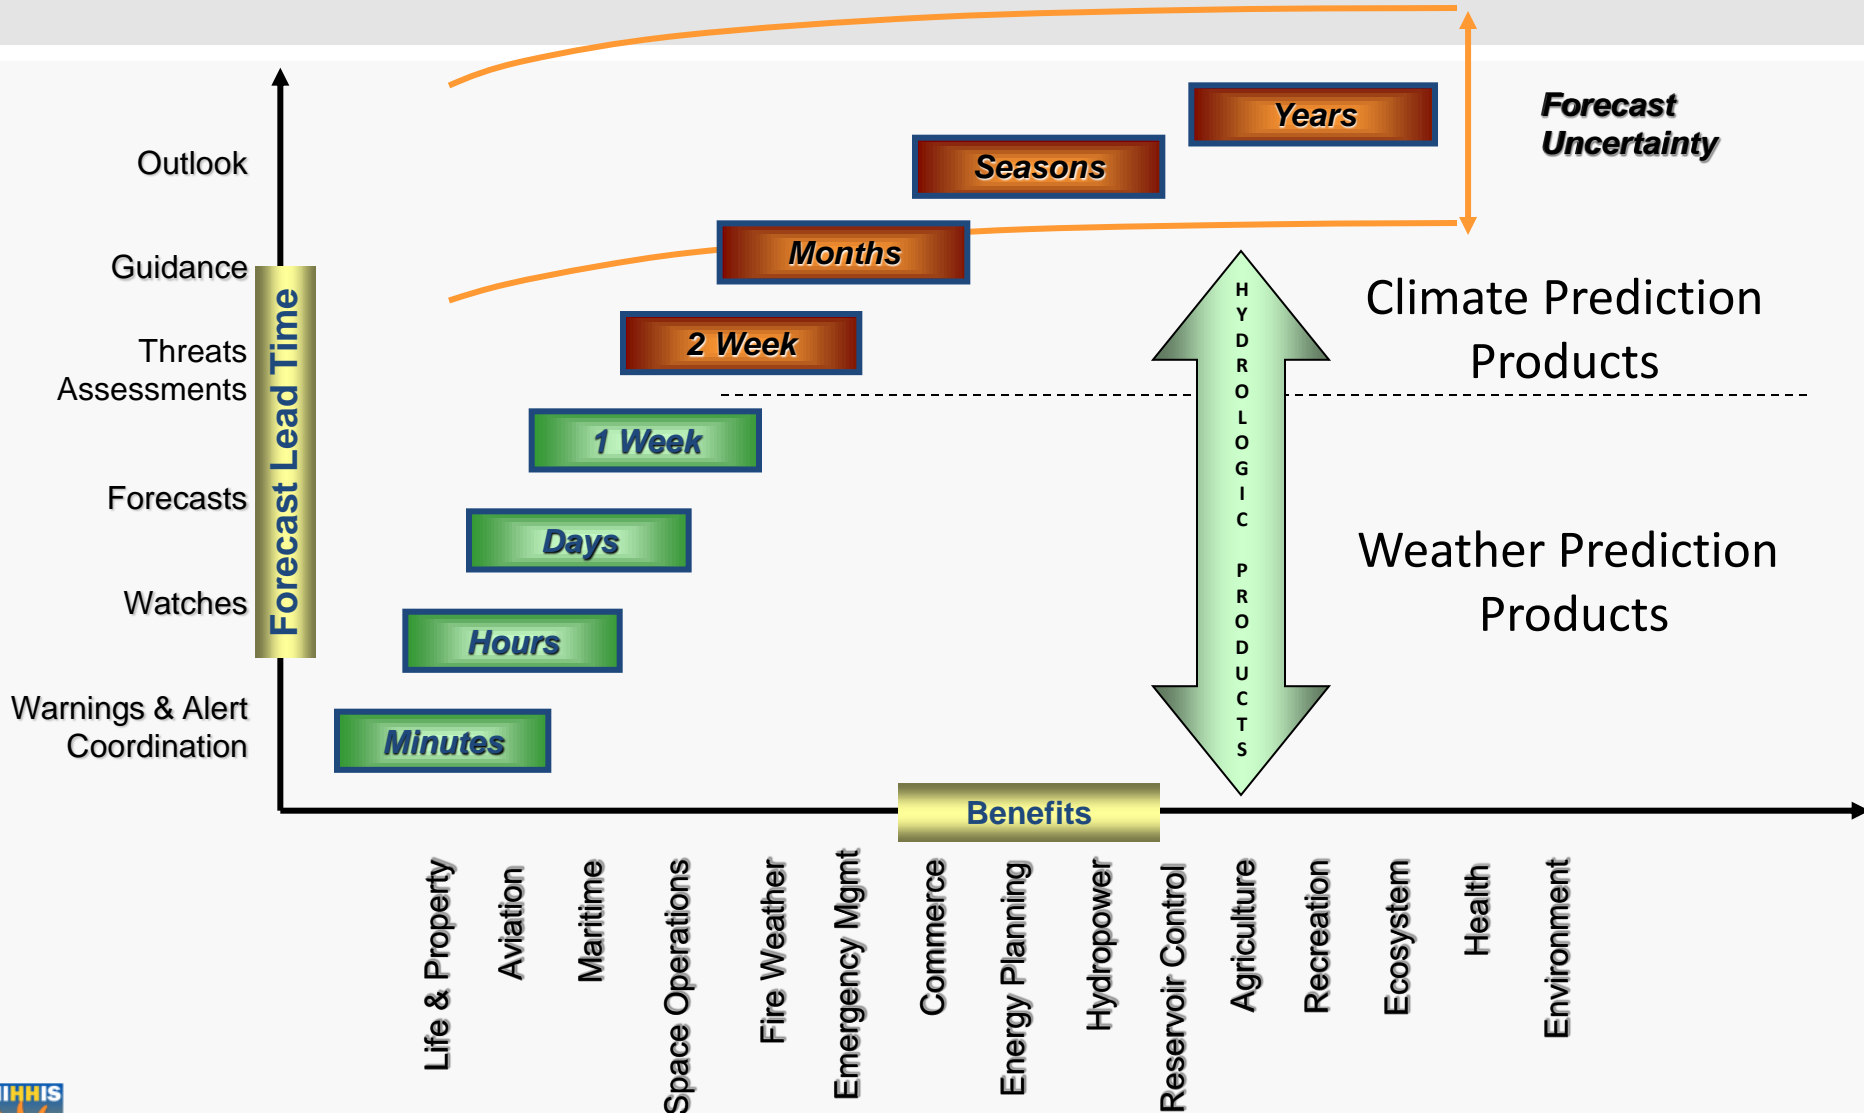 Years
Forecast
Uncertainty
Outlook
Seasons
Guidance
Months
Threats
Assessments
2 Week
HYDROLOGIC PRODUCTS
Climate Prediction
Products
Forecast Lead Time
1 Week
Forecasts
Days
Weather Prediction
Products
Watches
Hours
Warnings & Alert
Coordination
Minutes
Benefits
Life & Property
Aviation
Maritime
Space Operations
Fire Weather
Emergency Mgmt
Commerce
Energy Planning
Hydropower
Reservoir Control
Agriculture
Recreation
Ecosystem
Health
Environment